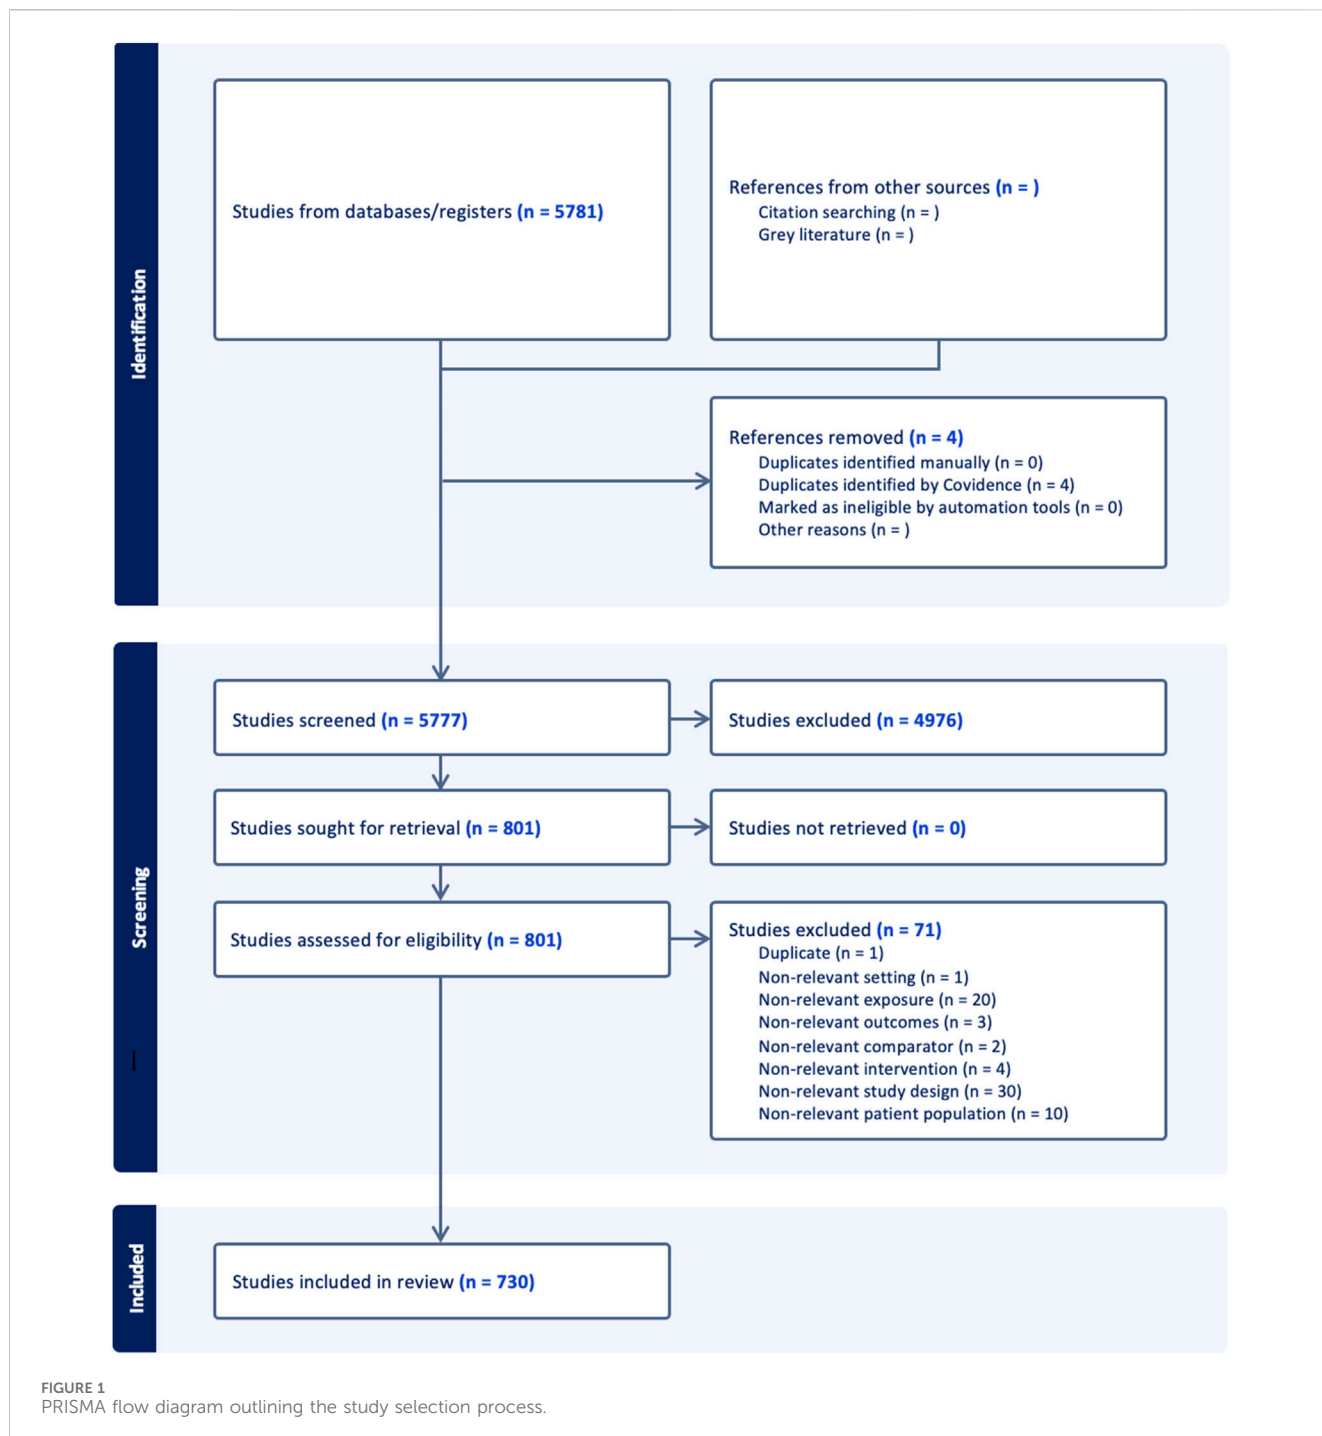 Identification
Studies from databases/registers (n = 5781)
References from other sources (n = )
Citation searching (n = )
Grey literature (n = )
References removed (n = 4)
Duplicates identified manually (n = 0)
Duplicates identified by Covidence (n = 4)
Marked as ineligible by automation tools (n = 0)
Other reasons (n = )
Screening
Studies screened (n = 5777)
Studies excluded (n = 4976)
Studies sought for retrieval (n = 801)
Studies not retrieved (n = 0)
Studies assessed for eligibility (n = 801)
Studies excluded (n = 71)
Duplicate (n = 1)
Non-relevant setting (n = 1)
Non-relevant exposure (n = 20)
Non-relevant outcomes (n = 3)
Non-relevant comparator (n = 2)
Non-relevant intervention (n = 4)
Non-relevant study design (n = 30)
Non-relevant patient population (n = 10)
Included
Studies included in review (n = 730)
FIGURE 1
PRISMA flow diagram outlining the study selection process.